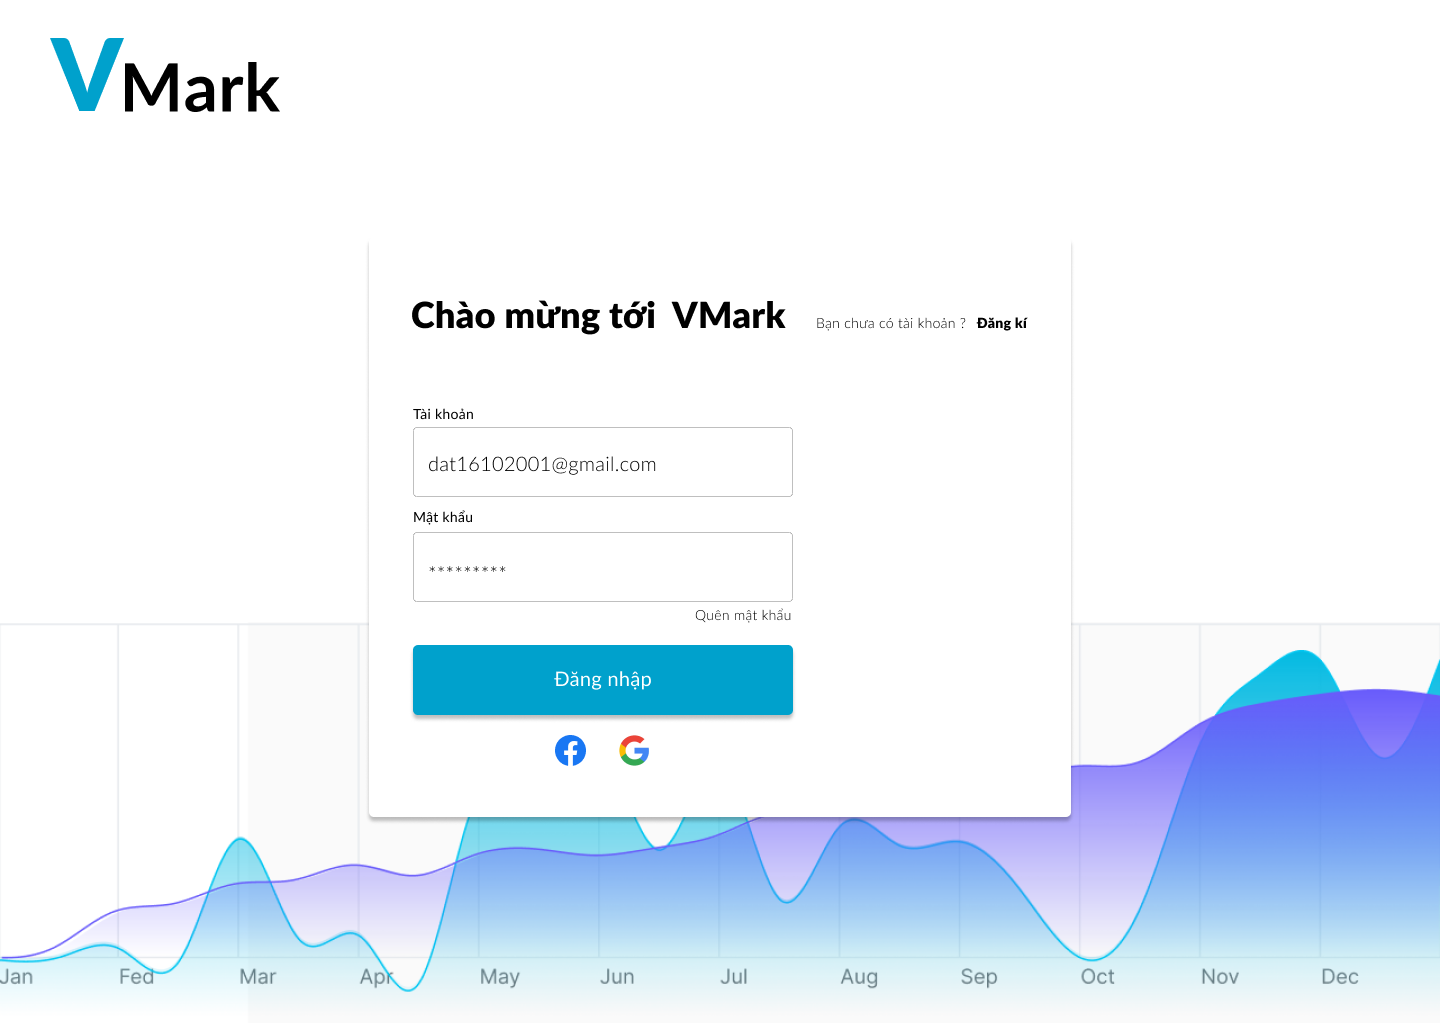 VMark
Chào mừng tới VMark
Bạn chưa có tài khoản ? Đăng kí
Tài khoản
dat16102001@gmail.com
Mật khẩu
*********
Quên mật khẩu
Đăng nhập
Jan Fed Mar Apr May Jun Jul Aug Sep Oct Nov Dec